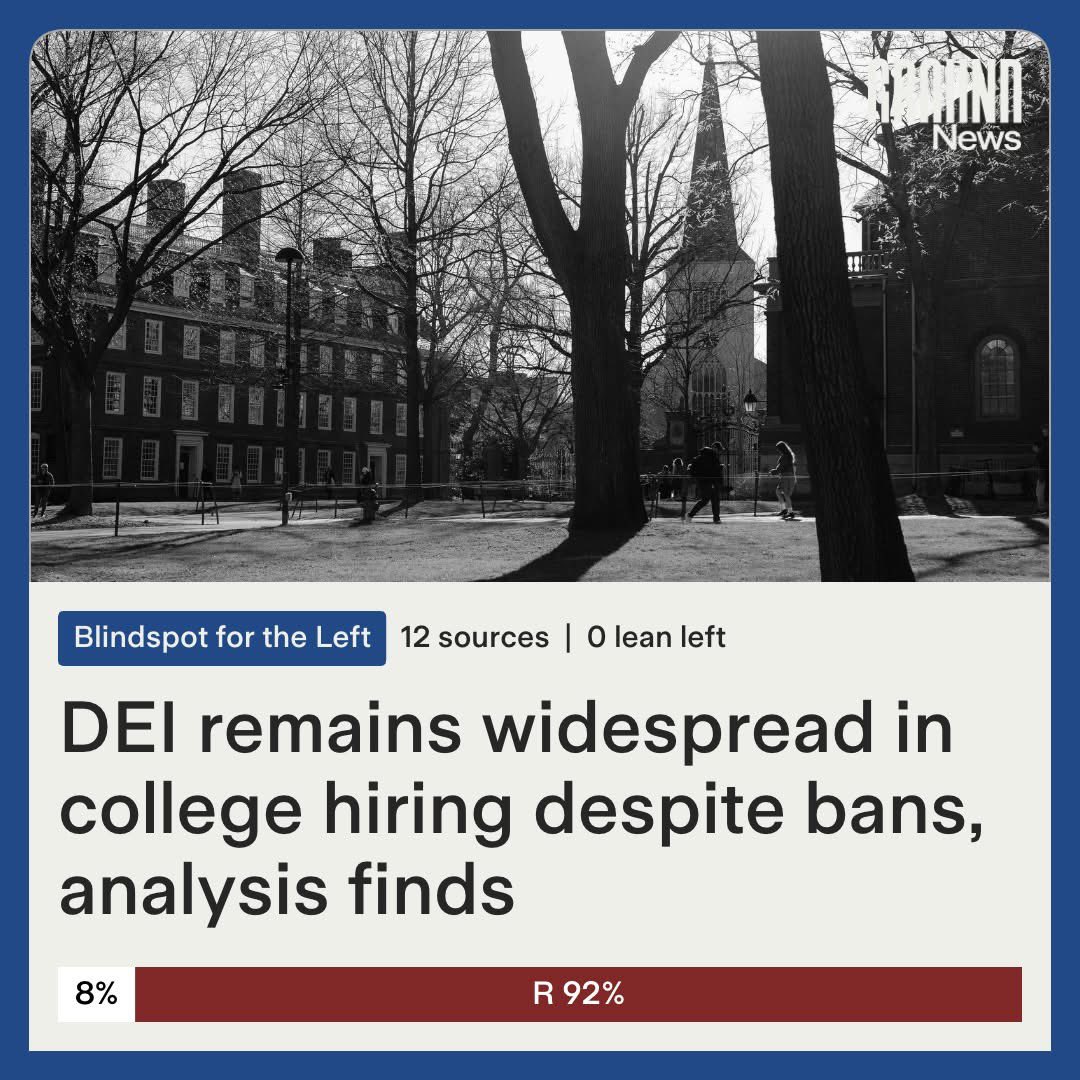 GROUND
News
Blindspot for the Left 12 sources | 0 lean left
DEI remains widespread in
college hiring despite bans,
analysis finds
8% R 92%